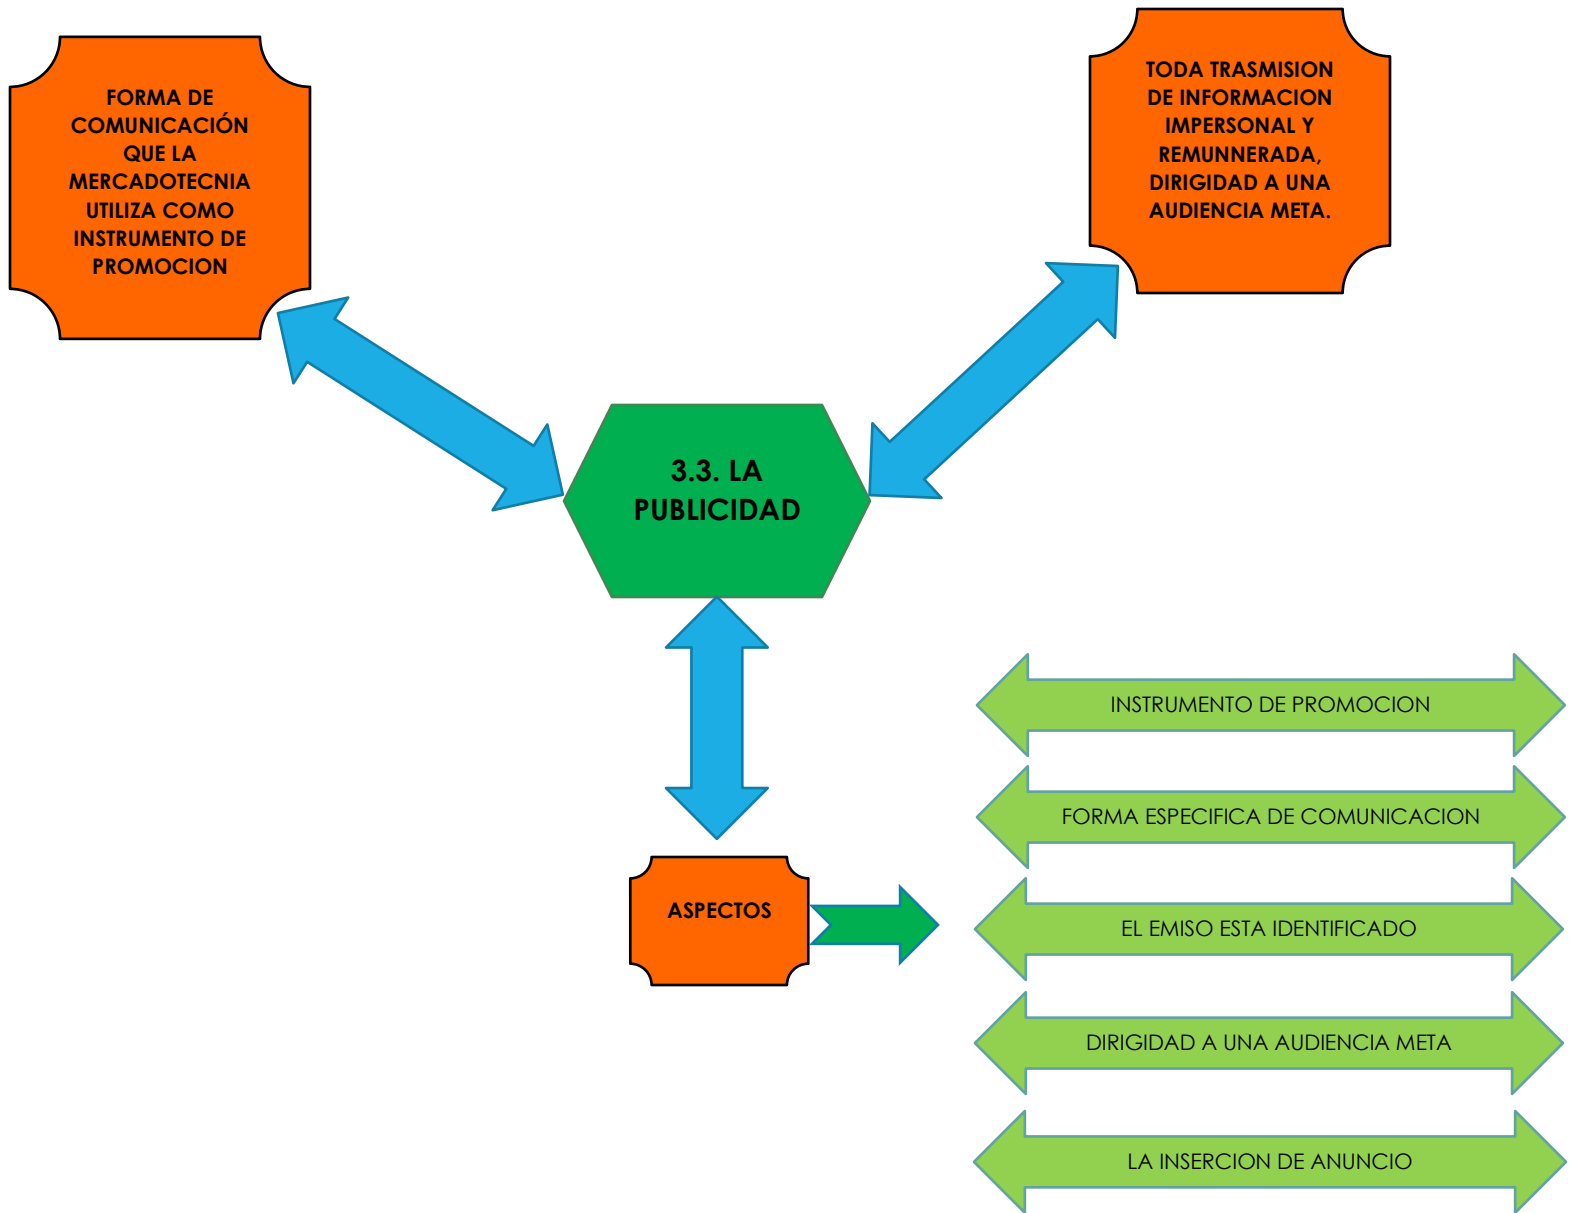 FORMA DE
COMUNICACIÓN
QUE LA
MERCADOTECNIA
UTILIZA COMO
INSTRUMENTO DE
PROMOCION
TODA TRASMISION
DE INFORMACION
IMPERSONAL Y
REMUNNERADA,
DIRIGIDAD A UNA
AUDIENCIA META.
3.3. LA
PUBLICIDAD
ASPECTOS
INSTRUMENTO DE PROMOCION
FORMA ESPECIFICA DE COMUNICACION
EL EMISO ESTA IDENTIFICADO
DIRIGIDAD A UNA AUDIENCIA META
LA INSERCION DE ANUNCIO